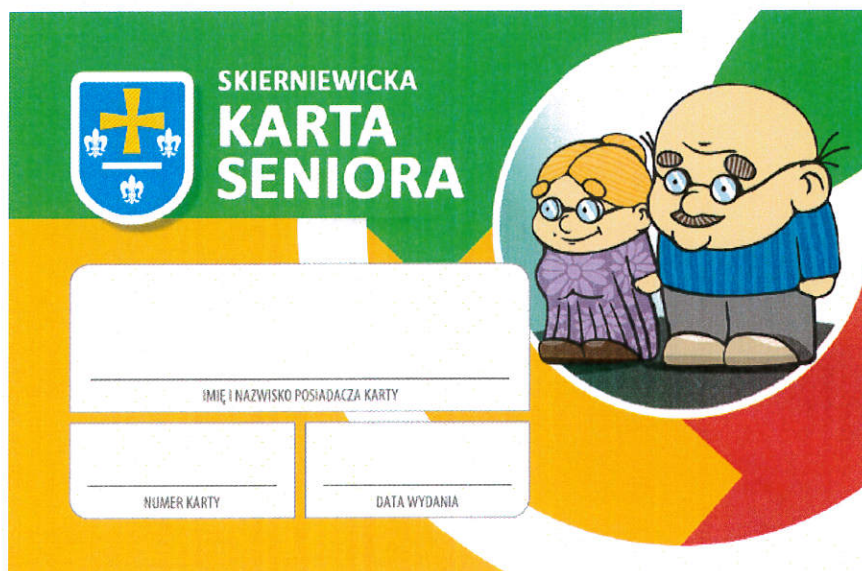 SKIERNIEWICKA
KARTA
SENIORA
IMIĘ I NAZWISKO POSIADACZA KARTY
NUMER KARTY
DATA WYDANIA